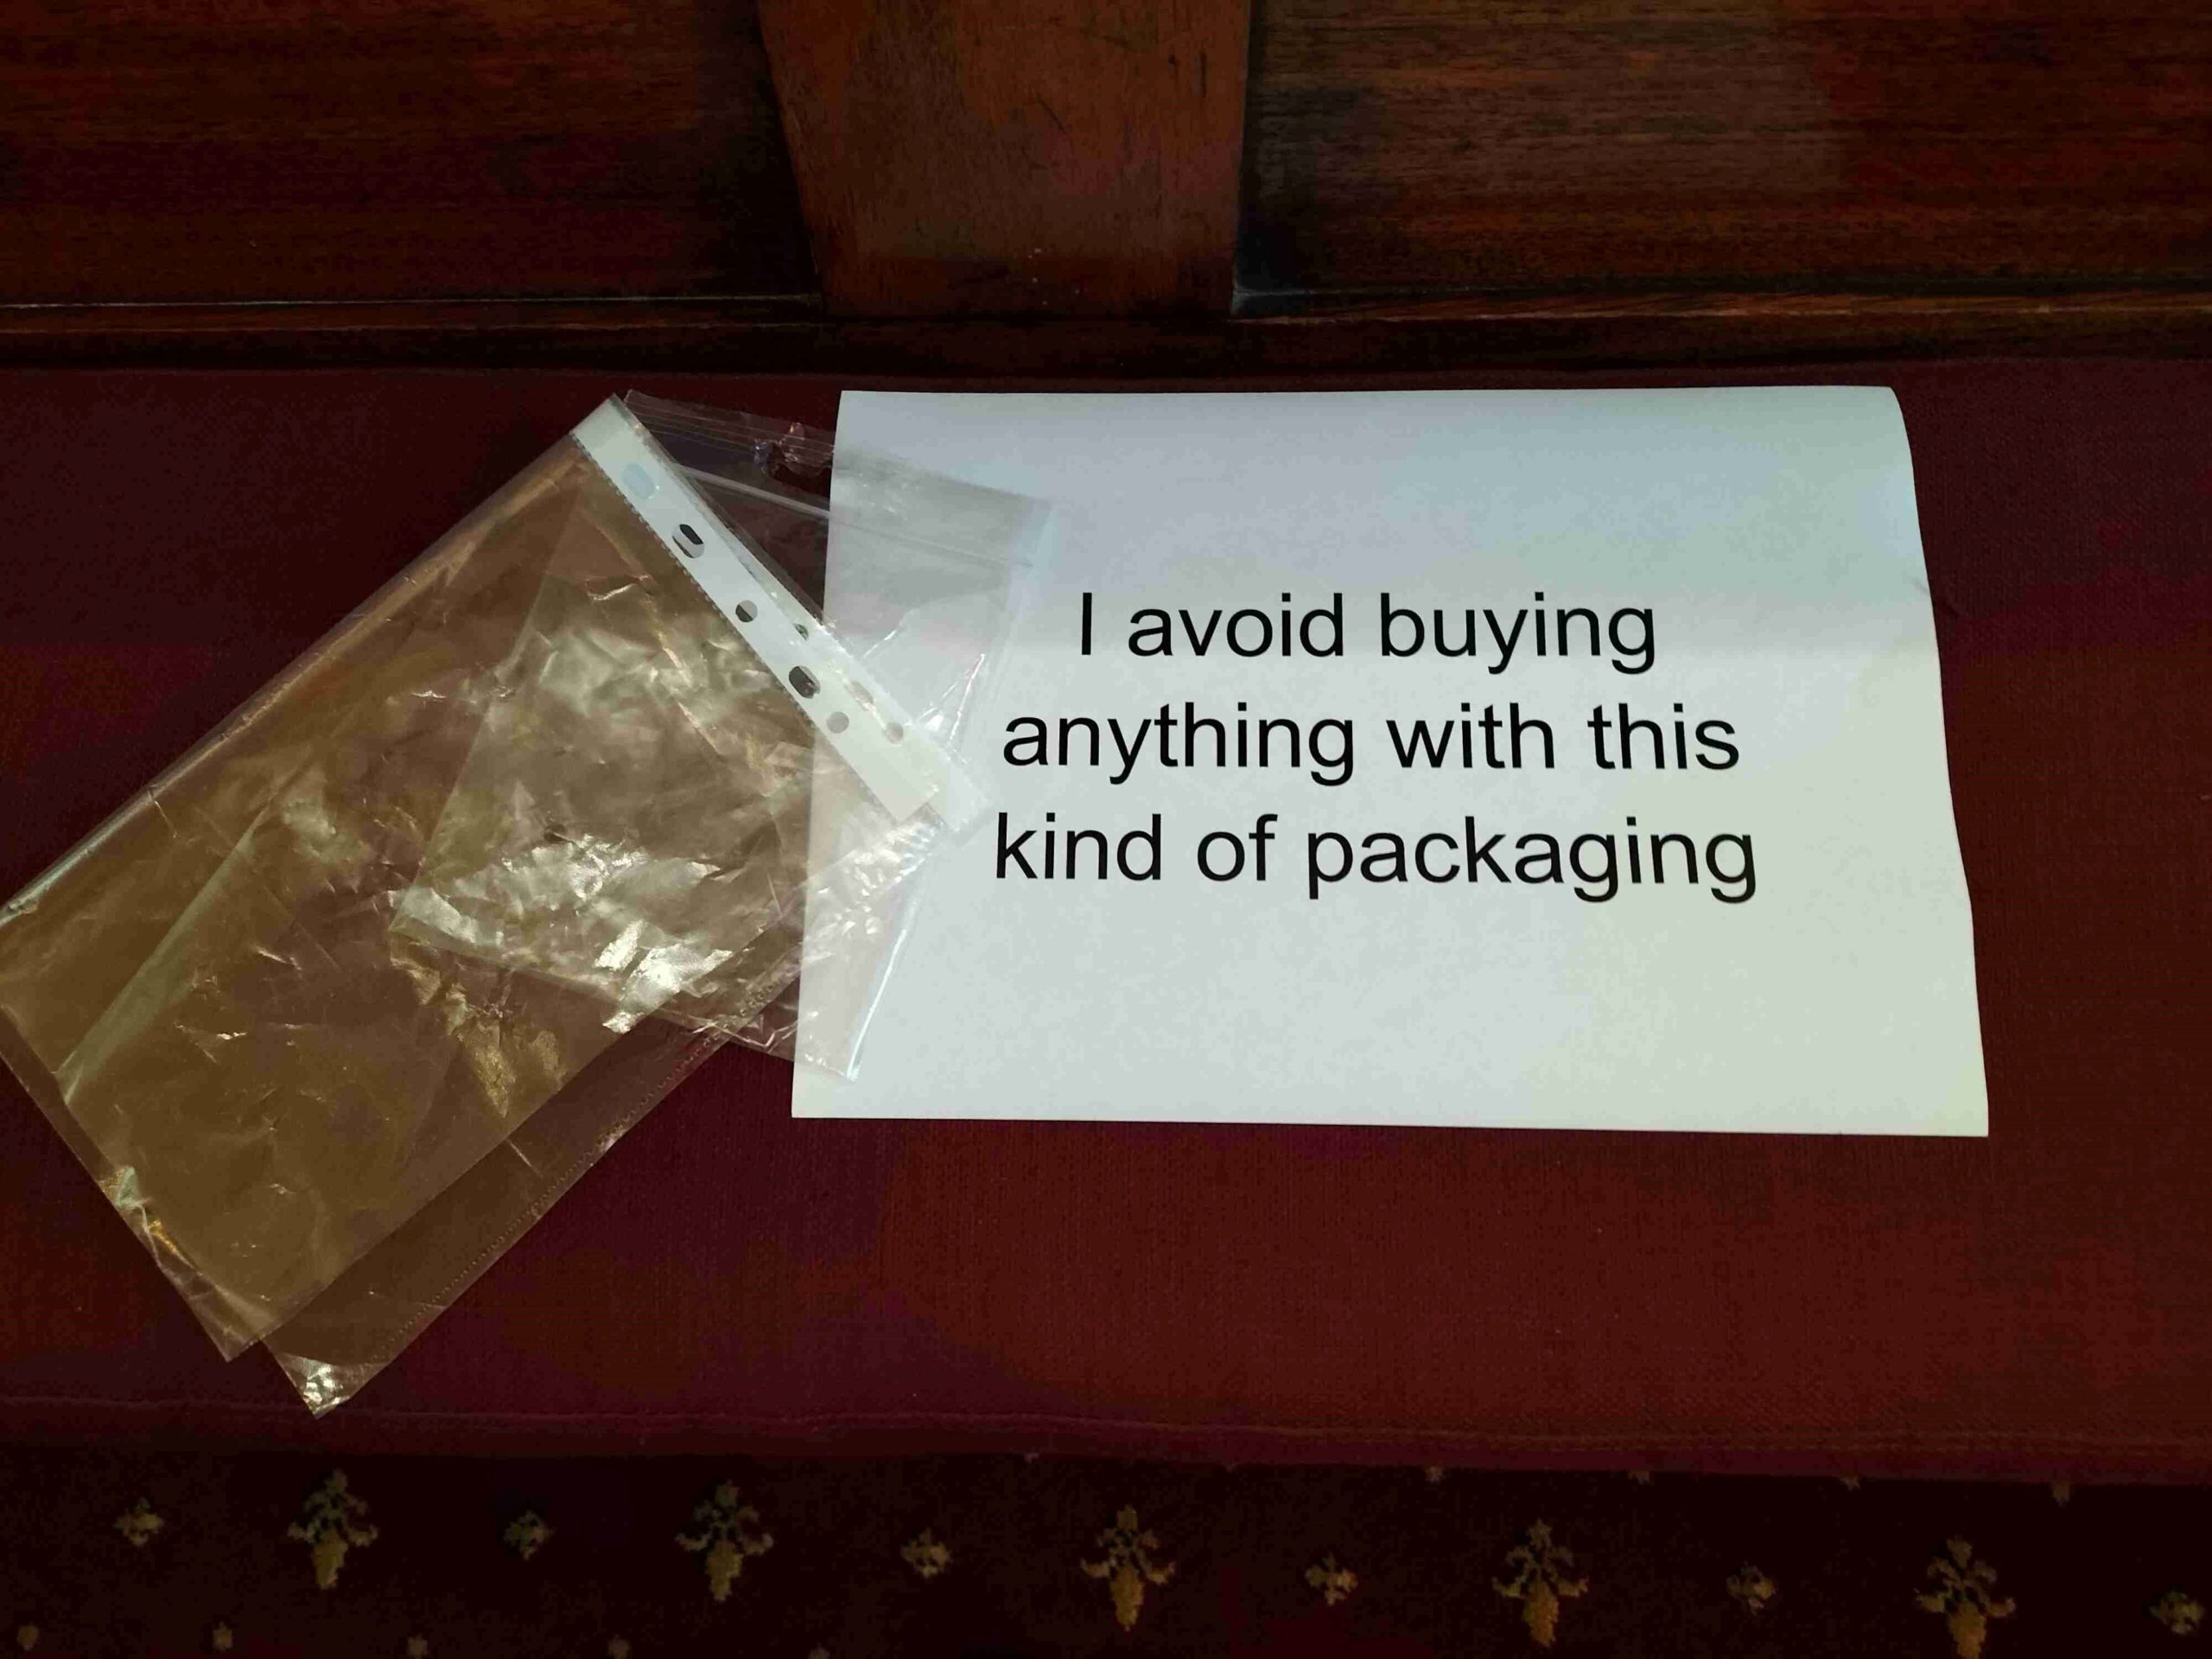 I avoid buying
anything with this
kind of packaging